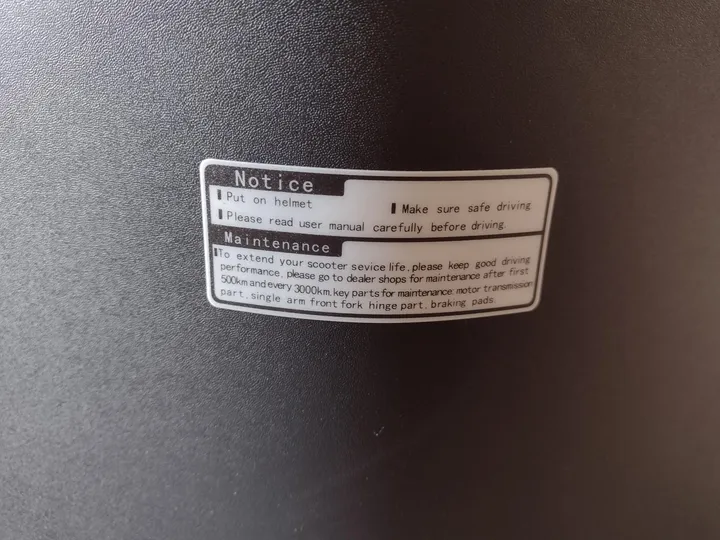 Notice
Put on helmet
Make sure safe driving
Please read user manual carefully before driving.
Maintenance
To extend your scooter sevice life, please keep good driving
performance, please go to dealer shops for maintenance after first
500km and every 3000km, key parts for maintenance: motor transmission
part, single arm front fork hinge part, braking pads.